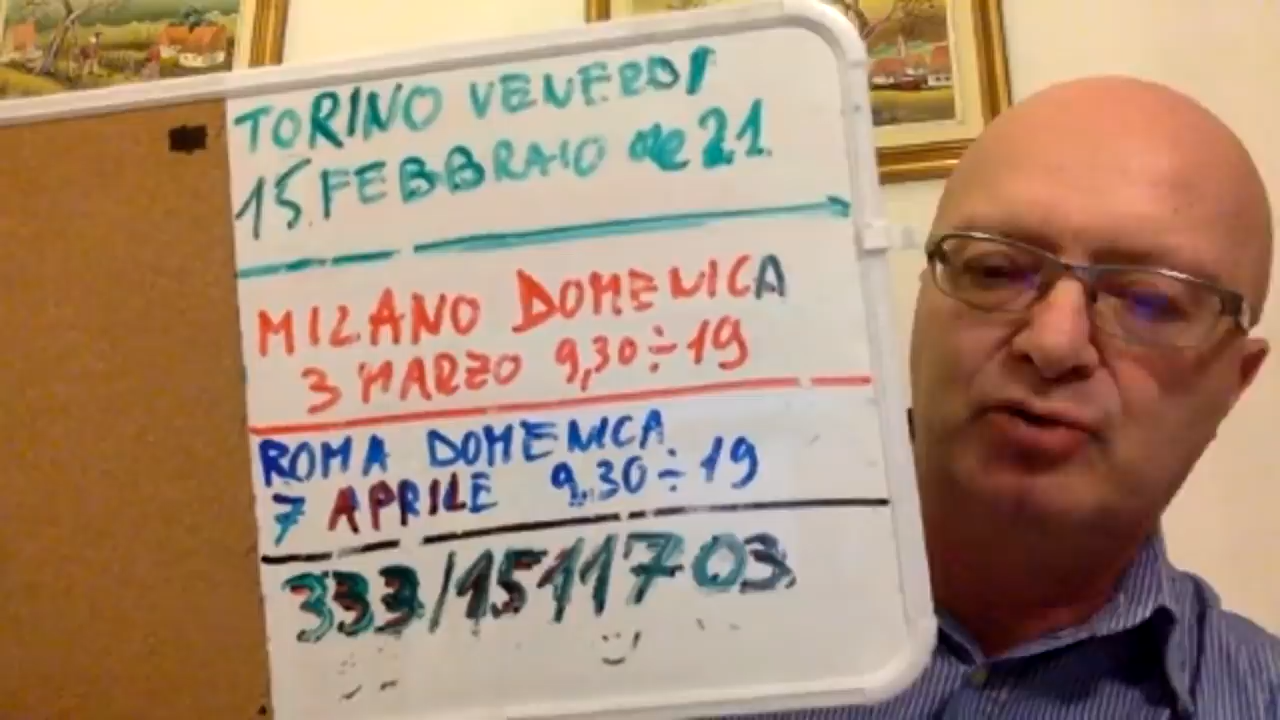 TORINO VENERDI
15 FEBBRAIO ore 21
MILANO DOMENICA
3 MARZO 9,30÷19
ROMA DOMENICA
7 APRILE 9,30÷19
333/1511703